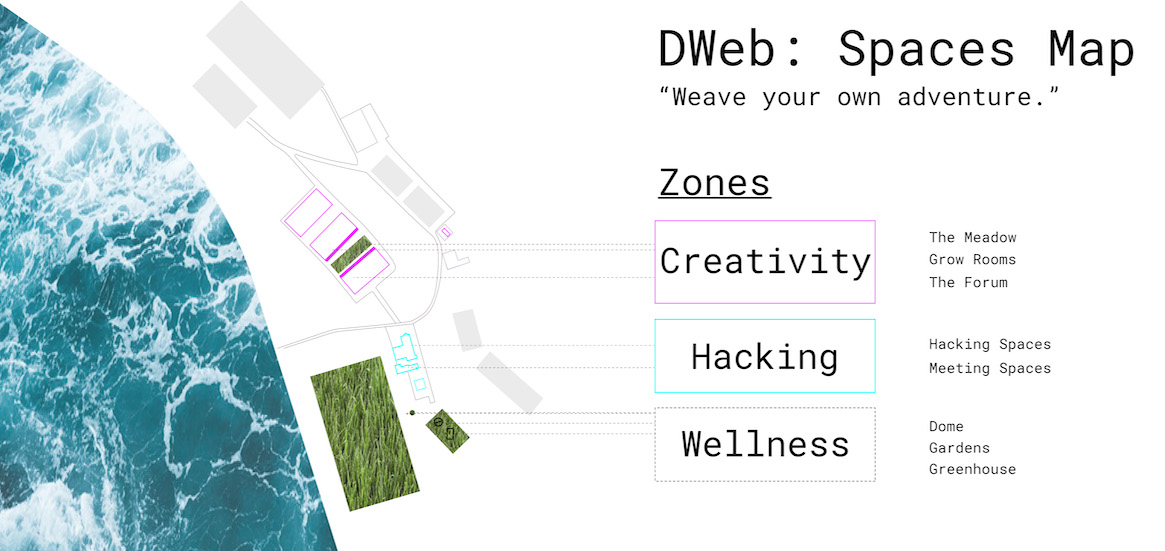 DWeb: Spaces Map
“Weave your own adventure.”
Zones
Creativity
The Meadow
Grow Rooms
The Forum
Hacking
Hacking Spaces
Meeting Spaces
Wellness
Dome
Gardens
Greenhouse